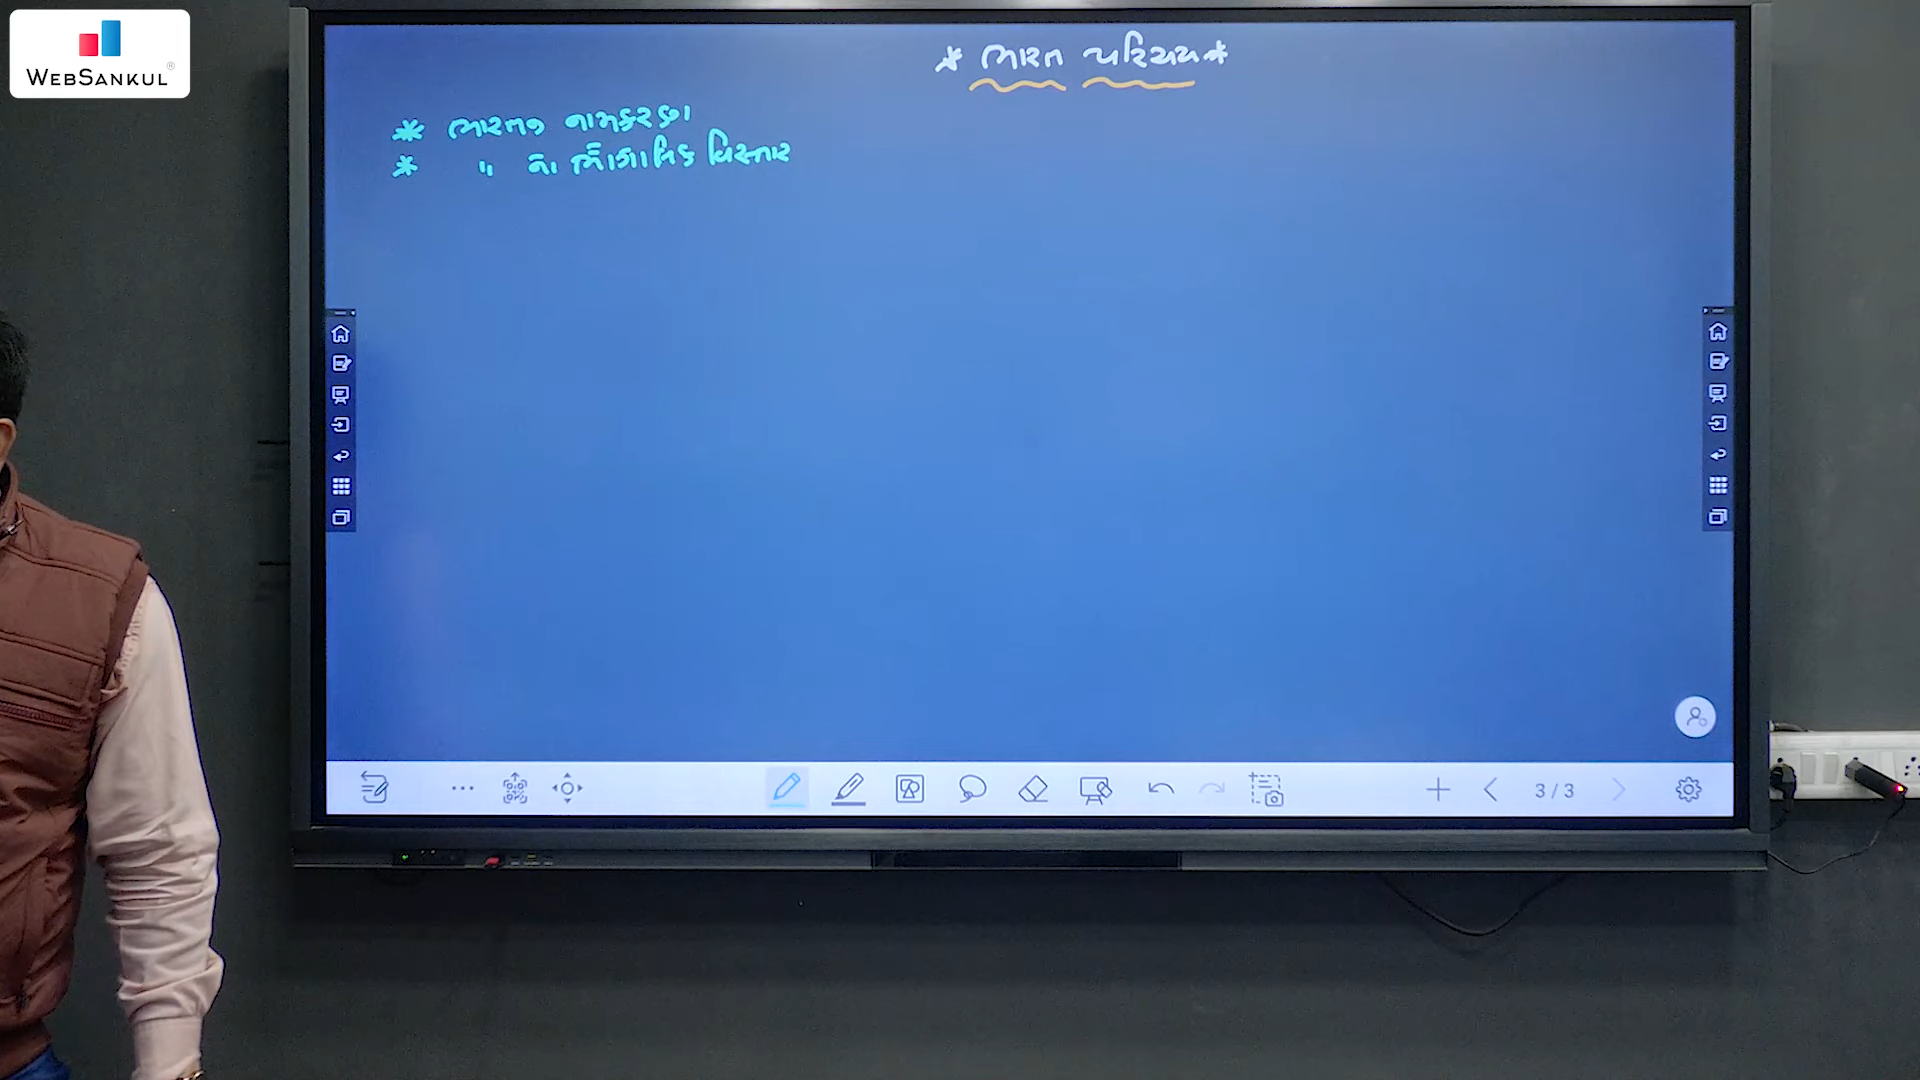 WEBSANKUL®
* ભારત પરિચય *
* ભારતનું નામકરણ
* " નો ભૌગોલિક વિસ્તાર
3/3